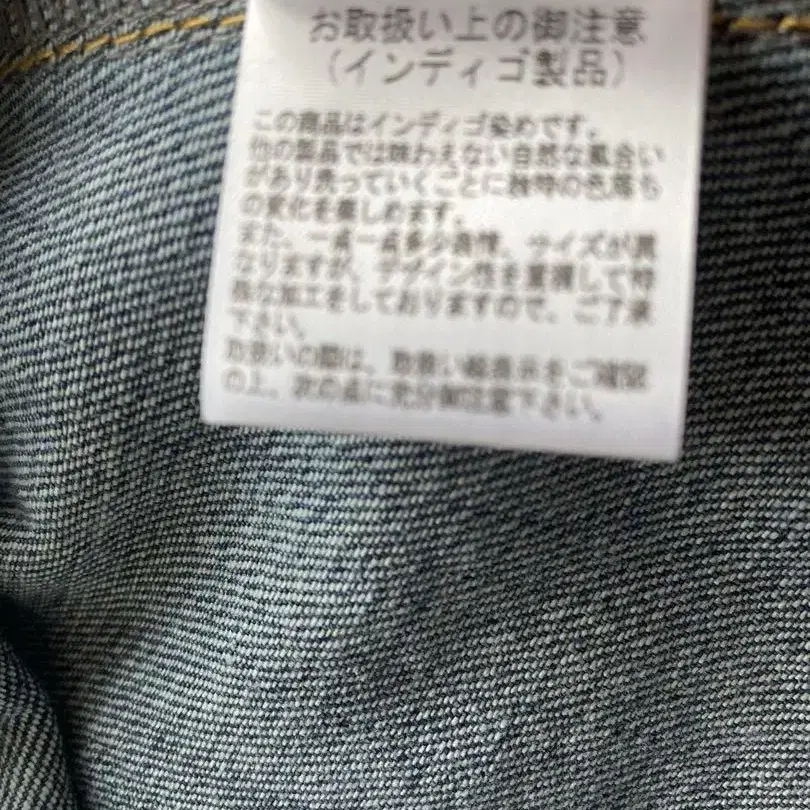 お取扱い上の御注意
（インディゴ製品）
この商品はインディゴ染めです。
他の製品では味わえない自然な風合い
があり洗っていくごとに独特の色落ち
の変化を楽しめます。
また、一点一点多少表情、サイズが異
なりますが、デザイン性を重視して特
殊な加工をしておりますので、ご了承
下さい。
取扱いの際は、取扱い絵表示をご確認
の上、次の点に充分御注意下さい。